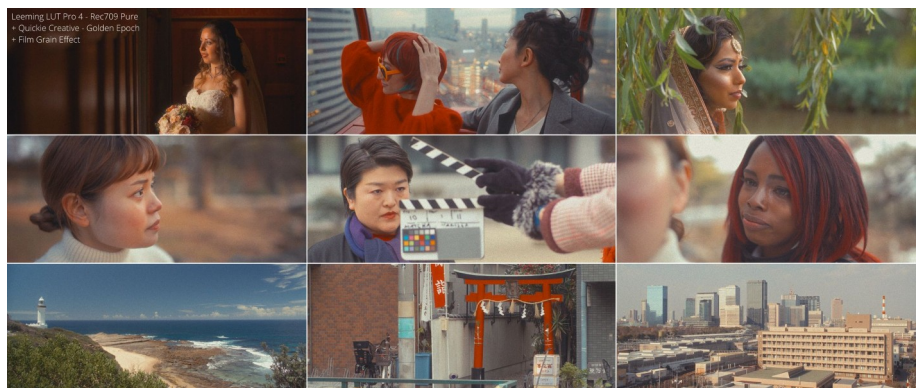 Leeming LUT Pro 4 - Rec709 Pure
+ Quickie Creative - Golden Epoch
+ Film Grain Effect